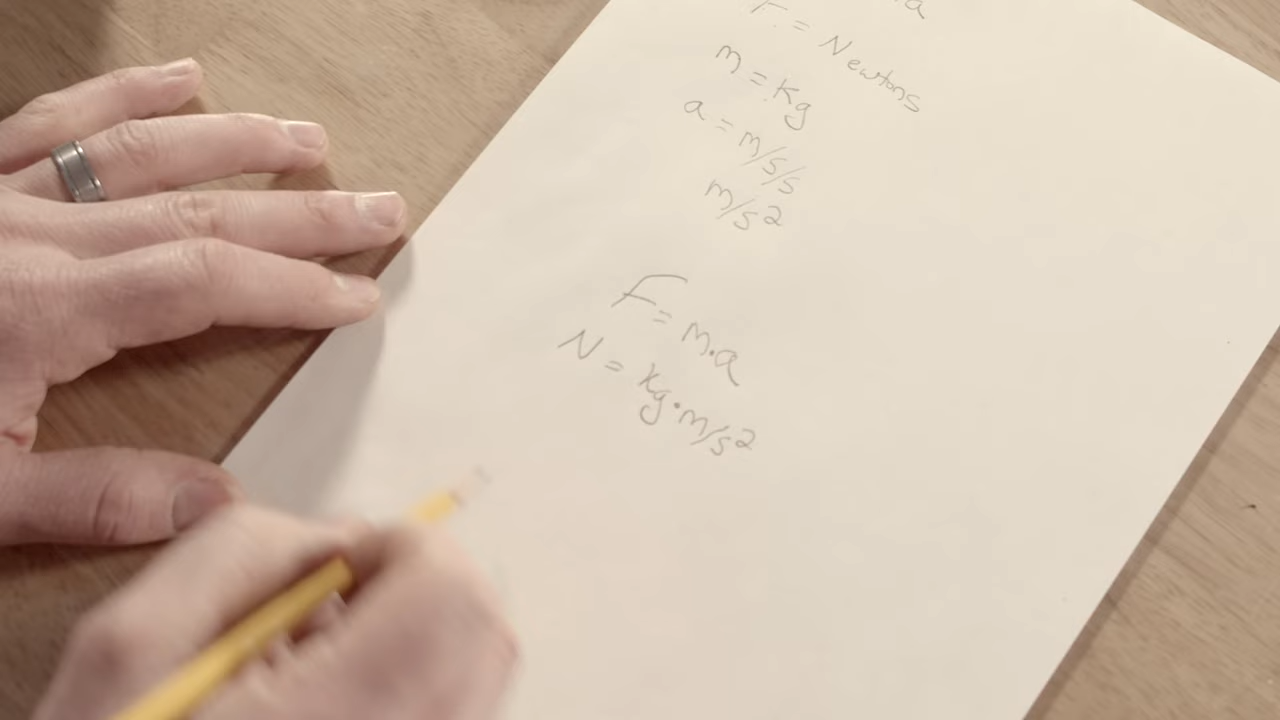 a
F = Newtons
m = kg
a = m/s/s
m/s²
F = m·a
N = kg·m/s²